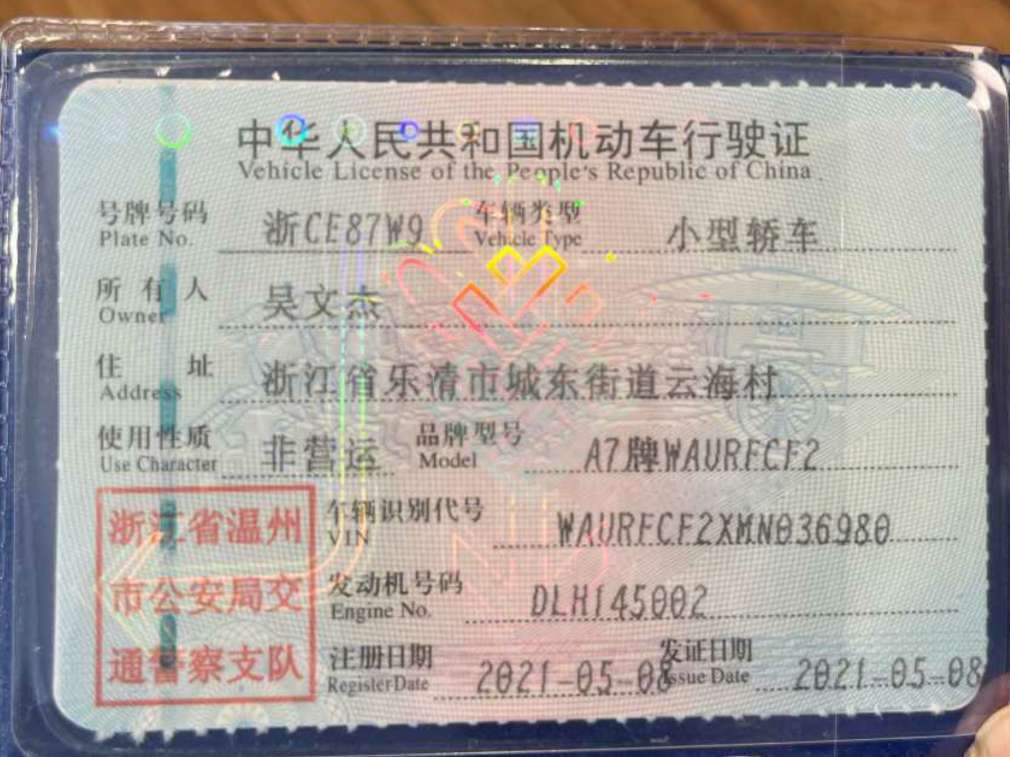 中华人民共和国机动车行驶证
Vehicle License of the People's Republic of China
号牌号码 浙CE87W9 车辆类型 小型轿车
Plate No. Vehicle Type
所有人 吴文杰
Owner
住址 浙江省乐清市城东街道云海村
Address
使用性质 非营运 品牌型号 A7牌WAURFCF2
Use Character Model
浙江省温州
市公安局交
通警察支队
车辆识别代号 WAURFCF2XMN036980
VIN
发动机号码 DLH145002
Engine No.
注册日期 2021-05-08 发证日期 2021-05-08
Register Date Issue Date